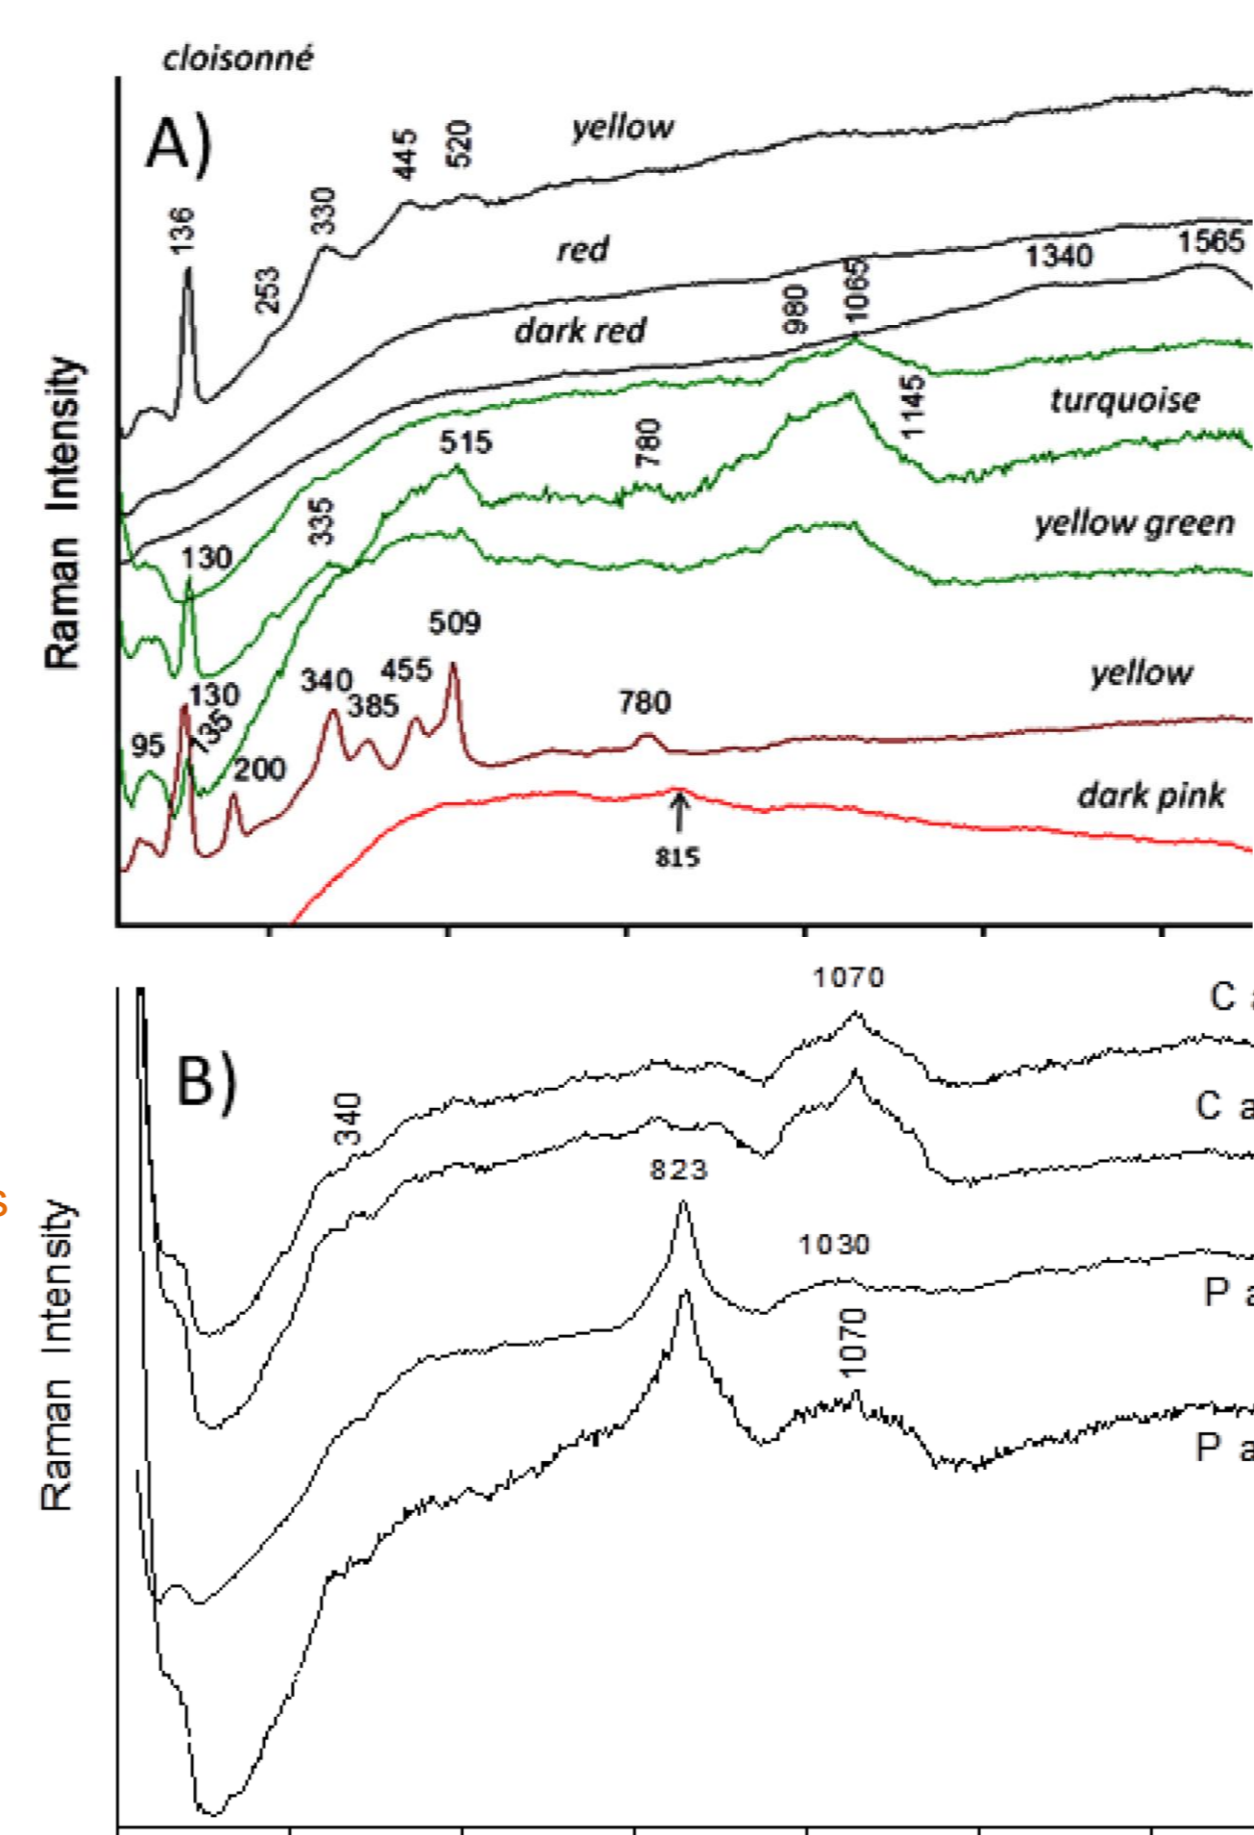 cloisonné
A)
yellow
445
520
136
330
253
red
1340
1565
dark red
980
1065
turquoise
515
780
1145
335
yellow green
130
509
340
455
385
yellow
130
735
95
200
780
dark pink
815
Raman Intensity
1070
C a
B)
340
C a
823
s
1030
P a
1070
P a
Raman Intensity